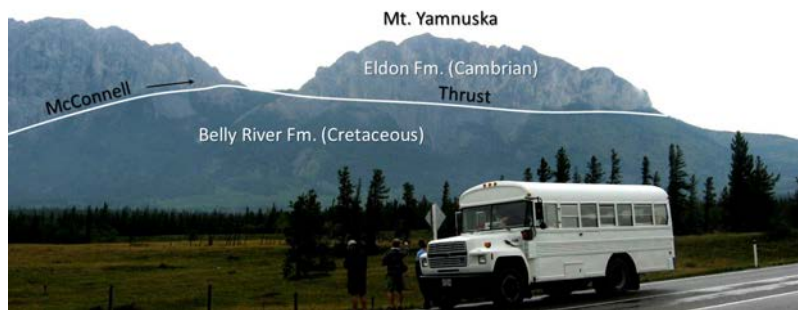 Mt. Yamnuska
Eldon Fm. (Cambrian)
McConnell
Thrust
Belly River Fm. (Cretaceous)